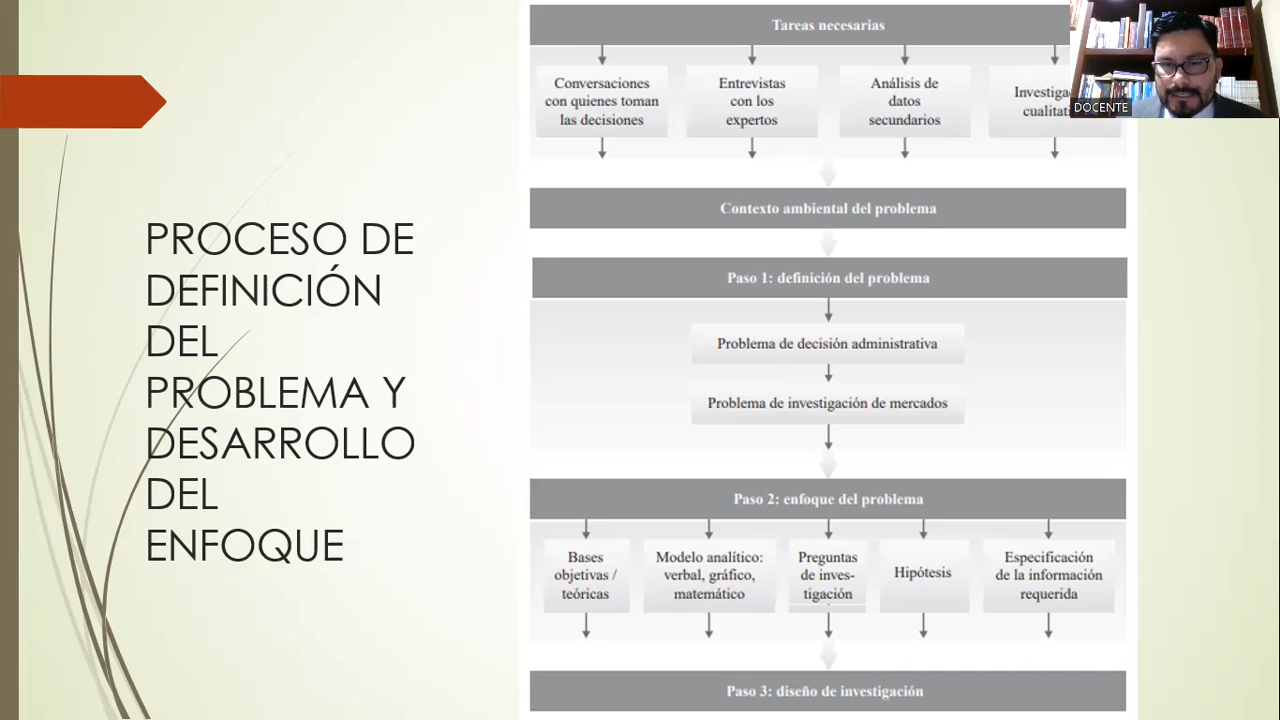 PROCESO DE
DEFINICIÓN
DEL
PROBLEMA Y
DESARROLLO
DEL
ENFOQUE
Tareas necesarias
Conversaciones
con quienes toman
las decisiones
Entrevistas
con los
expertos
Análisis de
datos
secundarios
DOCENTE
Contexto ambiental del problema
Paso 1: definición del problema
Problema de decisión administrativa
Problema de investigación de mercados
Paso 2: enfoque del problema
Bases
objetivas /
teóricas
Modelo analítico:
verbal, gráfico,
matemático
Preguntas
de inves-
tigación
Hipótesis
Especificación
de la información
requerida
Paso 3: diseño de investigación